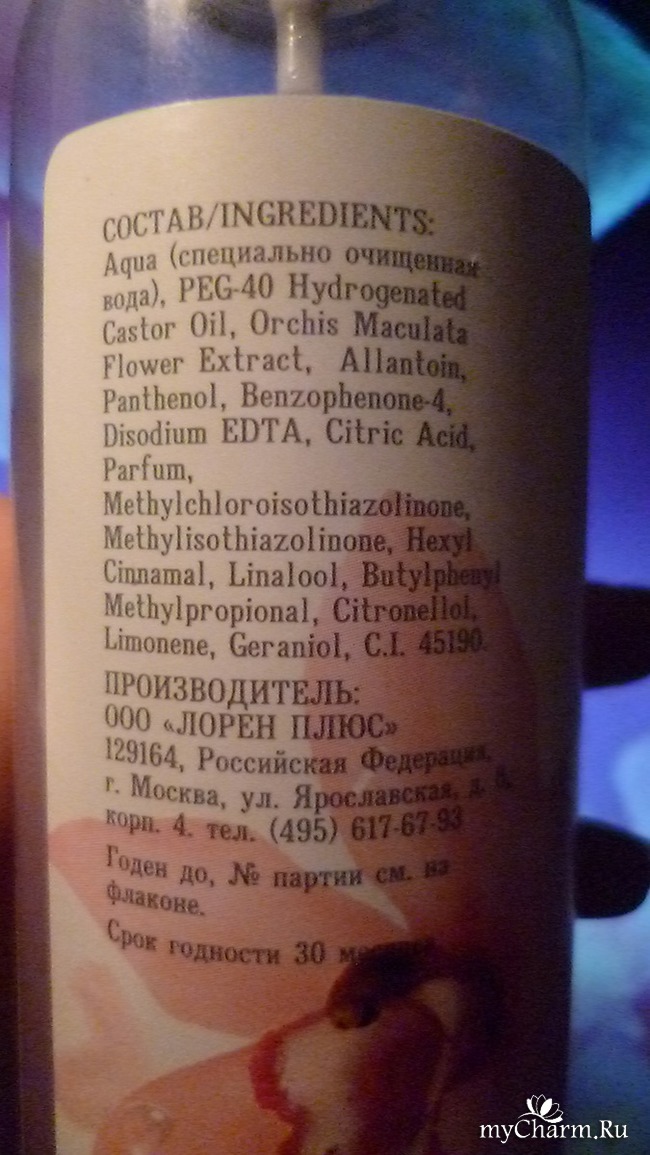 СОСТАВ/INGREDIENTS:
Aqua (специально очищенная
вода), PEG-40 Hydrogenated
Castor Oil, Orchis Maculata
Flower Extract, Allantoin,
Panthenol, Benzophenone-4,
Disodium EDTA, Citric Acid,
Parfum,
Methylchloroisothiazolinone,
Methylisothiazolinone, Hexyl
Cinnamal, Linalool, Butylphenyl
Methylpropional, Citronellol,
Limonene, Geraniol, C.I. 45190.
ПРОИЗВОДИТЕЛЬ:
ООО «ЛОРЕН ПЛЮС»
129164, Российская Федерация,
г. Москва, ул. Ярославская, д. 8,
корп. 4. тел. (495) 617-67-93
Годен до, № партии см. на
флаконе.
Срок годности 30
myCharm.Ru